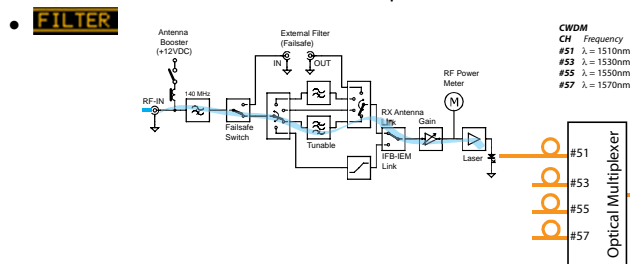 FILTER
Antenna
Booster
(+12VDC)
External Filter
(Failsafe)
IN
OUT
RF-IN
140 MHz
Failsafe
Switch
Tunable
RX Antenna
Link
IFB-IEM
Link
Gain
RF Power
Meter
M
Laser
CWDM
CH Frequency
#51 λ = 1510nm
#53 λ = 1530nm
#55 λ = 1550nm
#57 λ = 1570nm
#51
#53
#55
#57
Optical Multiplexer